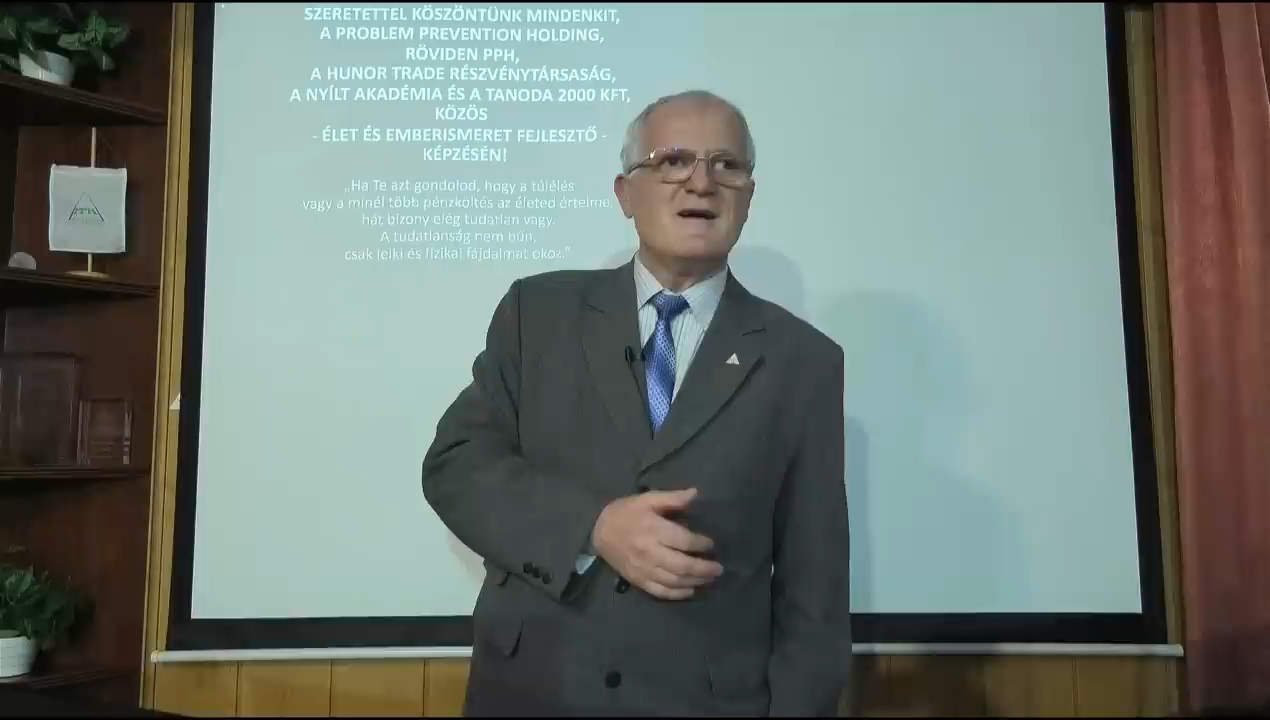 SZERETETTEL KÖSZÖNTÜNK MINDENKIT,
A PROBLEM PREVENTION HOLDING,
RÖVIDEN PPH,
A HUNOR TRADE RÉSZVÉNYTÁRSASÁG,
A NYÍLT AKADÉMIA ÉS A TANODA 2000 KFT,
KÖZÖS
- ÉLET ÉS EMBERISMERET FEJLESZTŐ -
KÉPZÉSÉN!
„Ha Te azt gondolod, hogy a túlélés
vagy a minél több pénzköltés az életed értelme,
hát bizony elég tudatlan vagy.
A tudatlanság nem bűn,
csak lelki és fizikai fájdalmat okoz.”